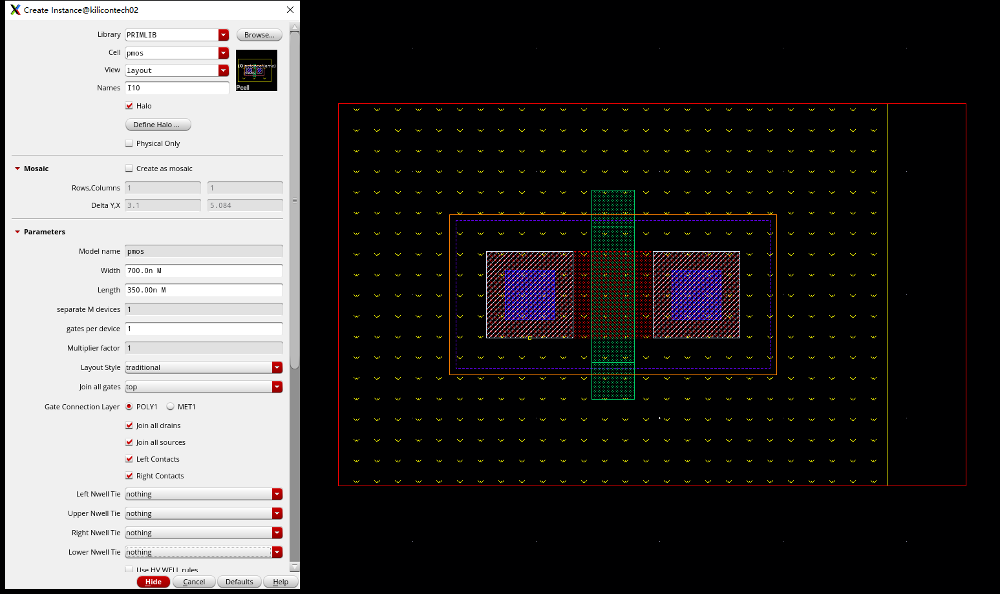 Create Instance@kilicontech02
Library PRIMLIB Browse...
Cell pmos
View layout
Names I10
Pcell
Halo
Define Halo ...
Physical Only
Mosaic Create as mosaic
Rows,Columns 1 1
Delta Y,X 3.1 5.084
Parameters
Model name pmos
Width 700.0n M
Length 350.00n M
separate M devices 1
gates per device 1
Multiplier factor 1
Layout Style traditional
Join all gates top
Gate Connection Layer POLY1 MET1
Join all drains
Join all sources
Left Contacts
Right Contacts
Left Nwell Tie nothing
Upper Nwell Tie nothing
Right Nwell Tie nothing
Lower Nwell Tie nothing
Use HV WELL rules
Hide Cancel Defaults Help